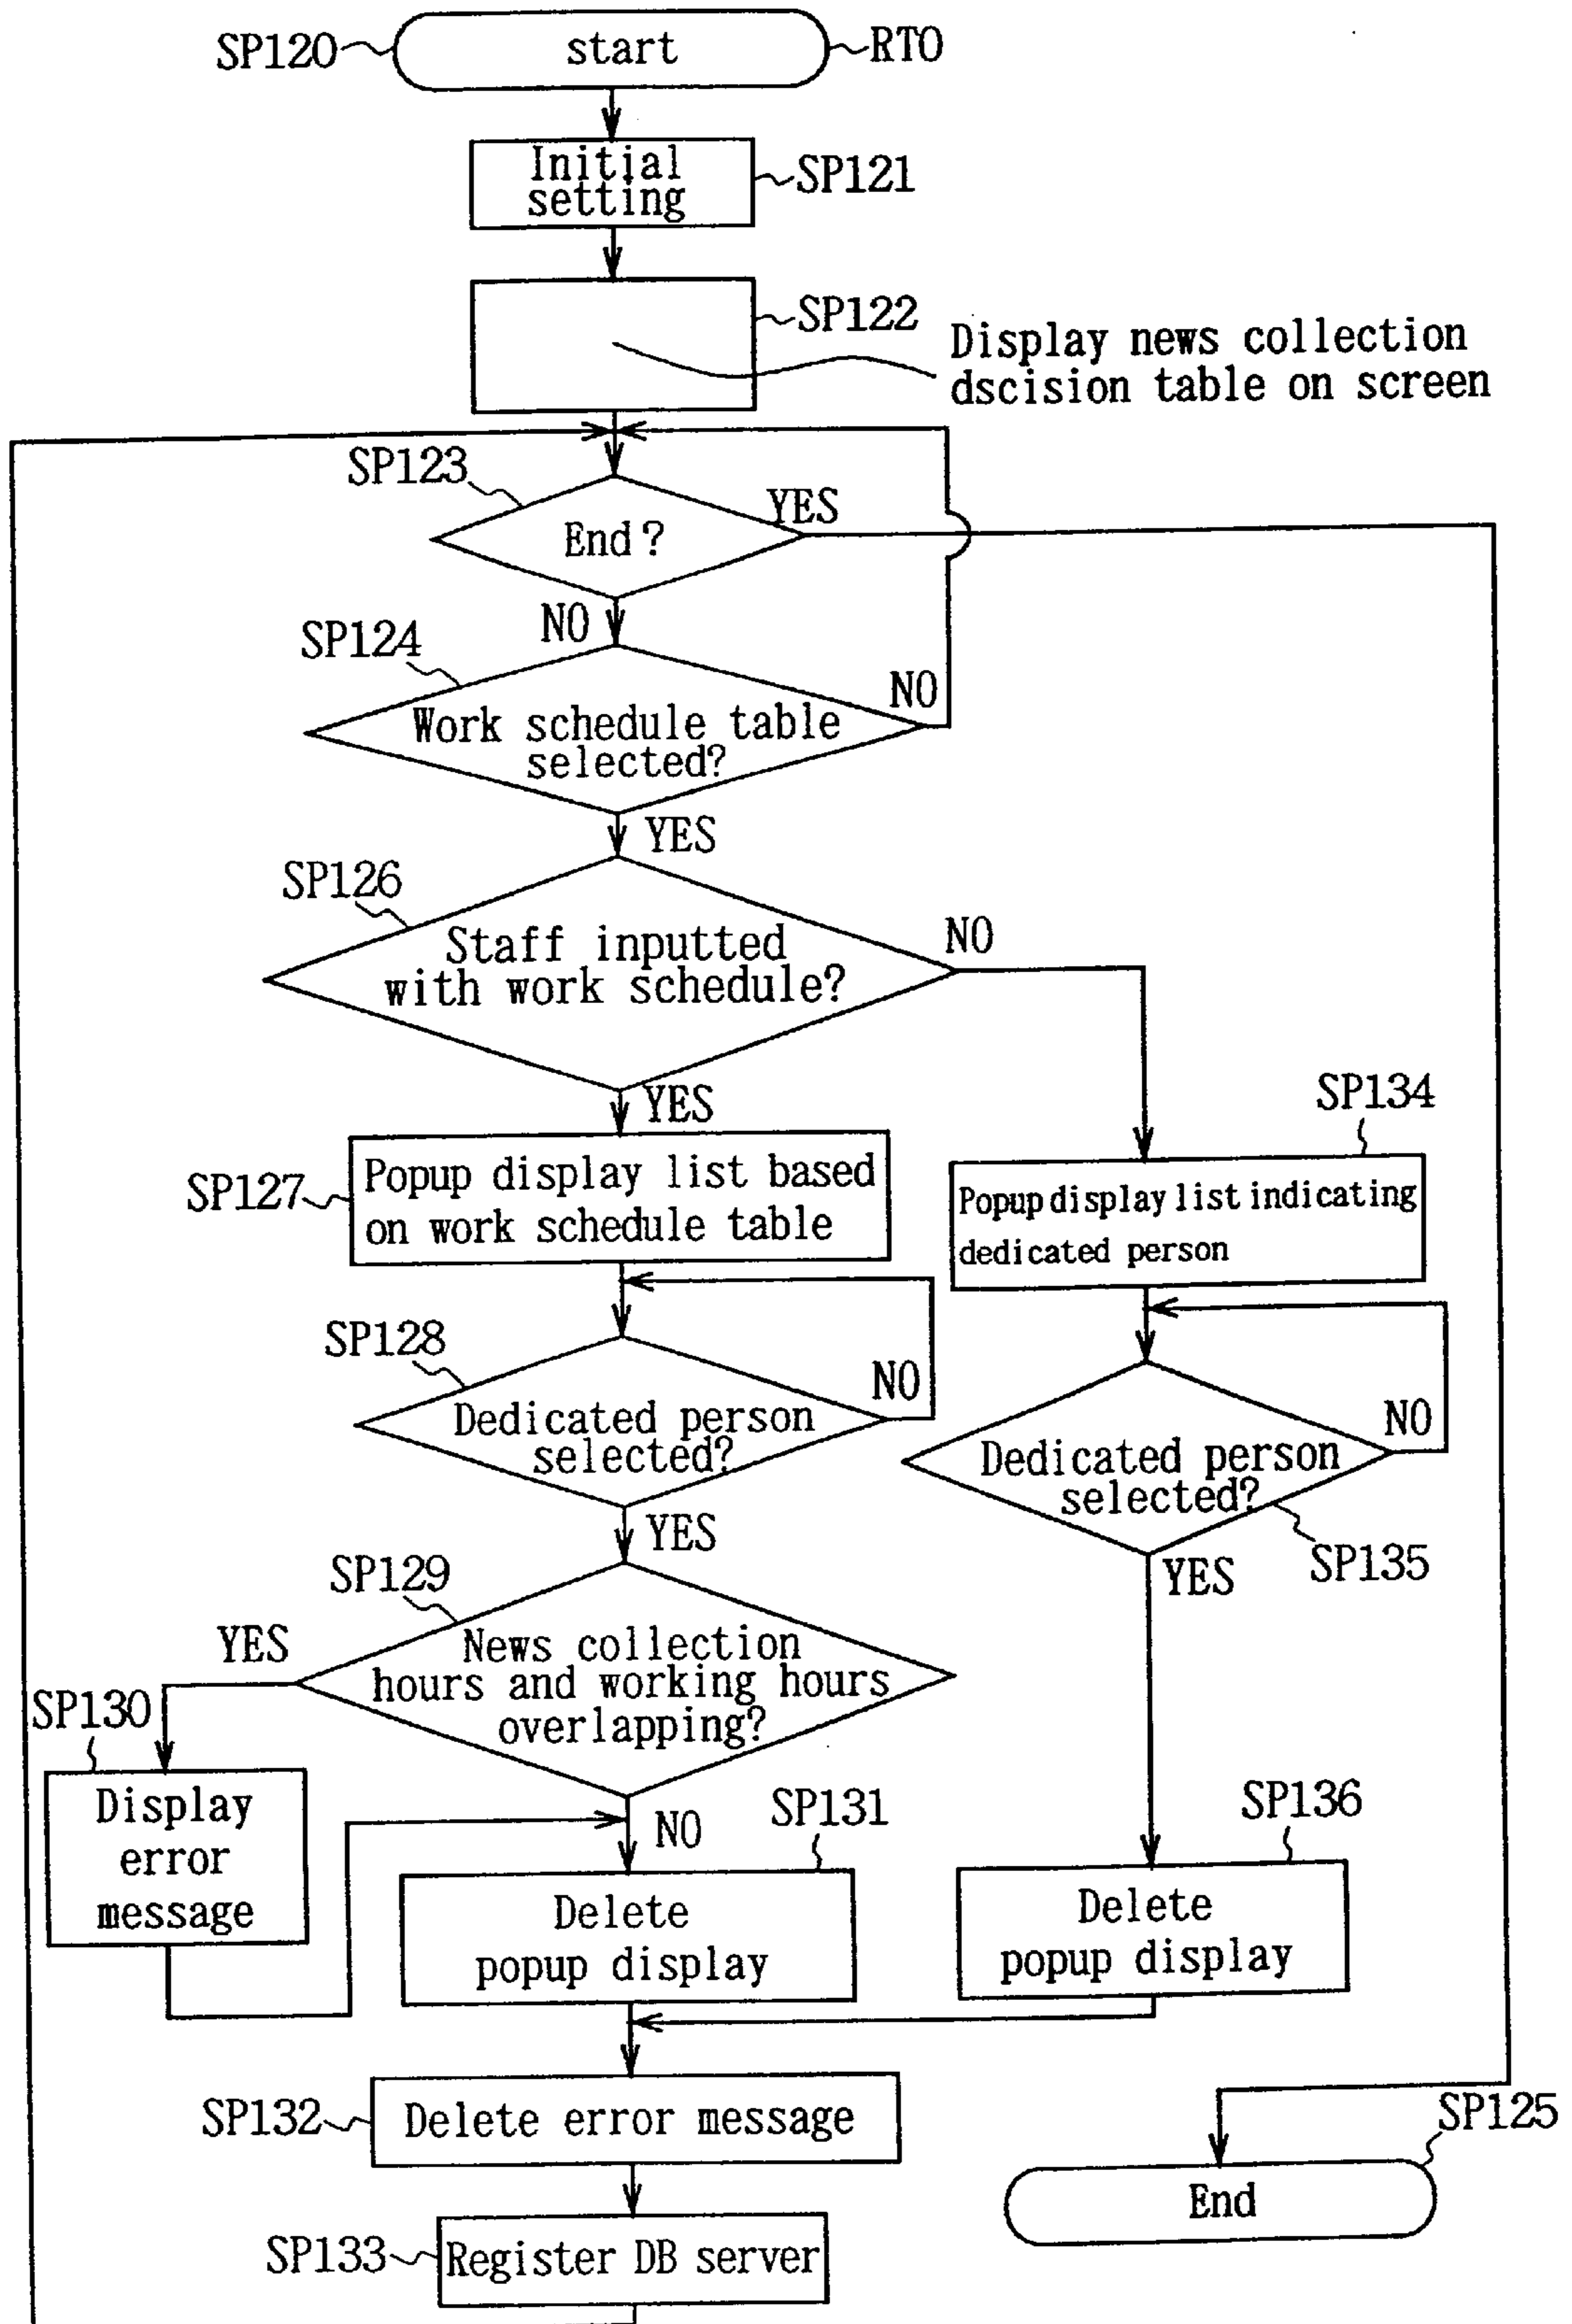 SP120
start
RTO
Initial
setting
SP121
SP122
Display news collection
dscision table on screen
SP123
End?
YES
NO
SP124
Work schedule table
selected?
NO
YES
SP126
Staff inputted
with work schedule?
NO
YES
SP127
Popup display list based
on work schedule table
SP134
Popup display list indicating
dedicated person
SP128
Dedicated person
selected?
NO
YES
Dedicated person
selected?
NO
SP135
YES
SP129
News collection
hours and working hours
overlapping?
YES
NO
SP130
Display
error
message
SP131
Delete
popup display
SP136
Delete
popup display
SP132
Delete error message
SP125
End
SP133
Register DB server